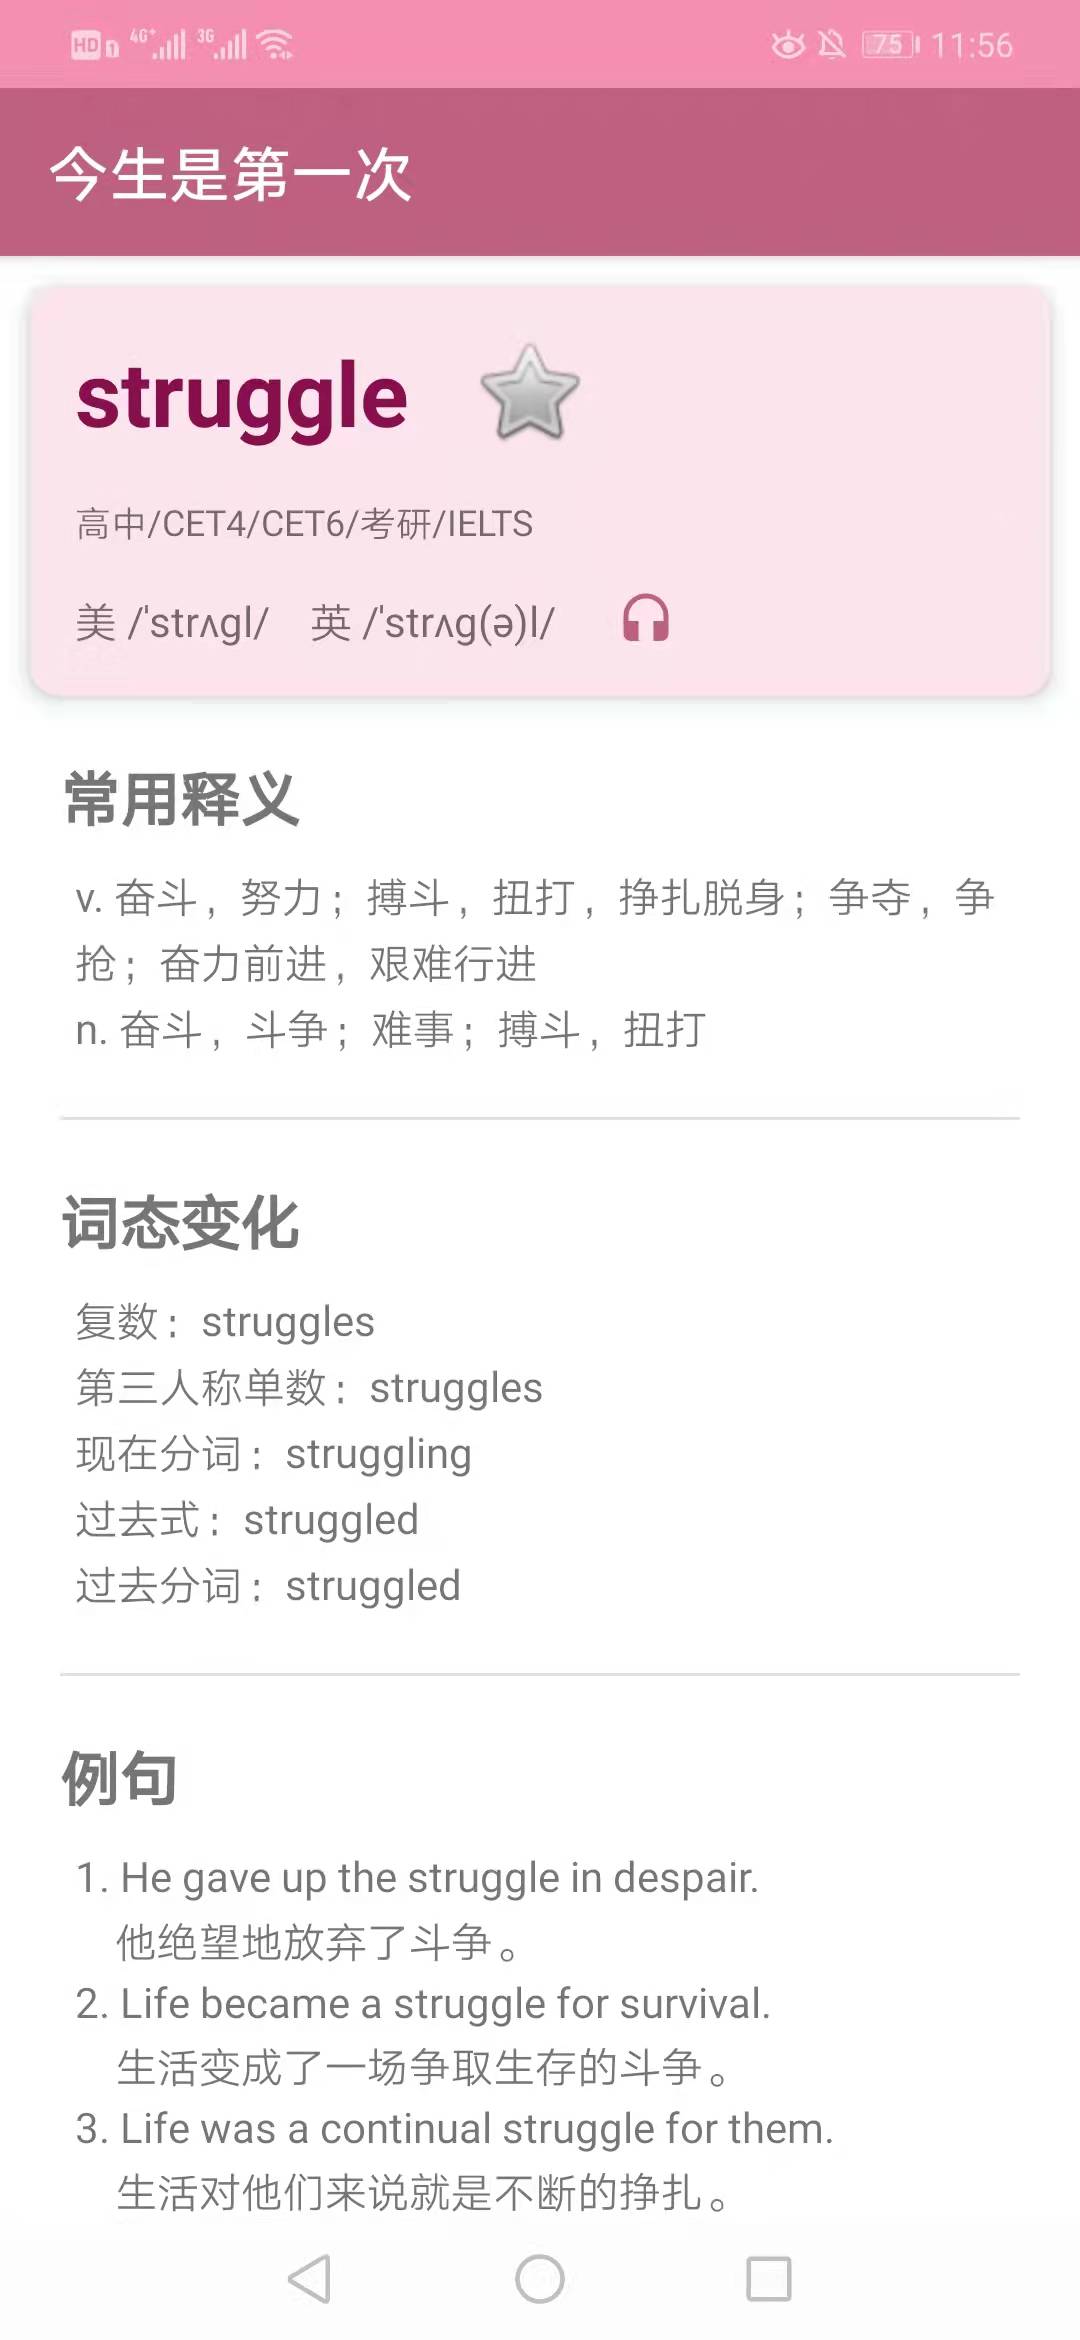 HD 1 4G+ 3G 75 11:56
今生是第一次
struggle
高中/CET4/CET6/考研/IELTS
美 /'strʌgl/ 英 /'strʌg(ə)l/
常用释义
v. 奋斗，努力；搏斗，扭打，挣扎脱身；争夺，争
抢；奋力前进，艰难行进
n. 奋斗，斗争；难事；搏斗，扭打
词态变化
复数：struggles
第三人称单数：struggles
现在分词：struggling
过去式：struggled
过去分词：struggled
例句
1. He gave up the struggle in despair.
他绝望地放弃了斗争。
2. Life became a struggle for survival.
生活变成了一场争取生存的斗争。
3. Life was a continual struggle for them.
生活对他们来说就是不断的挣扎。